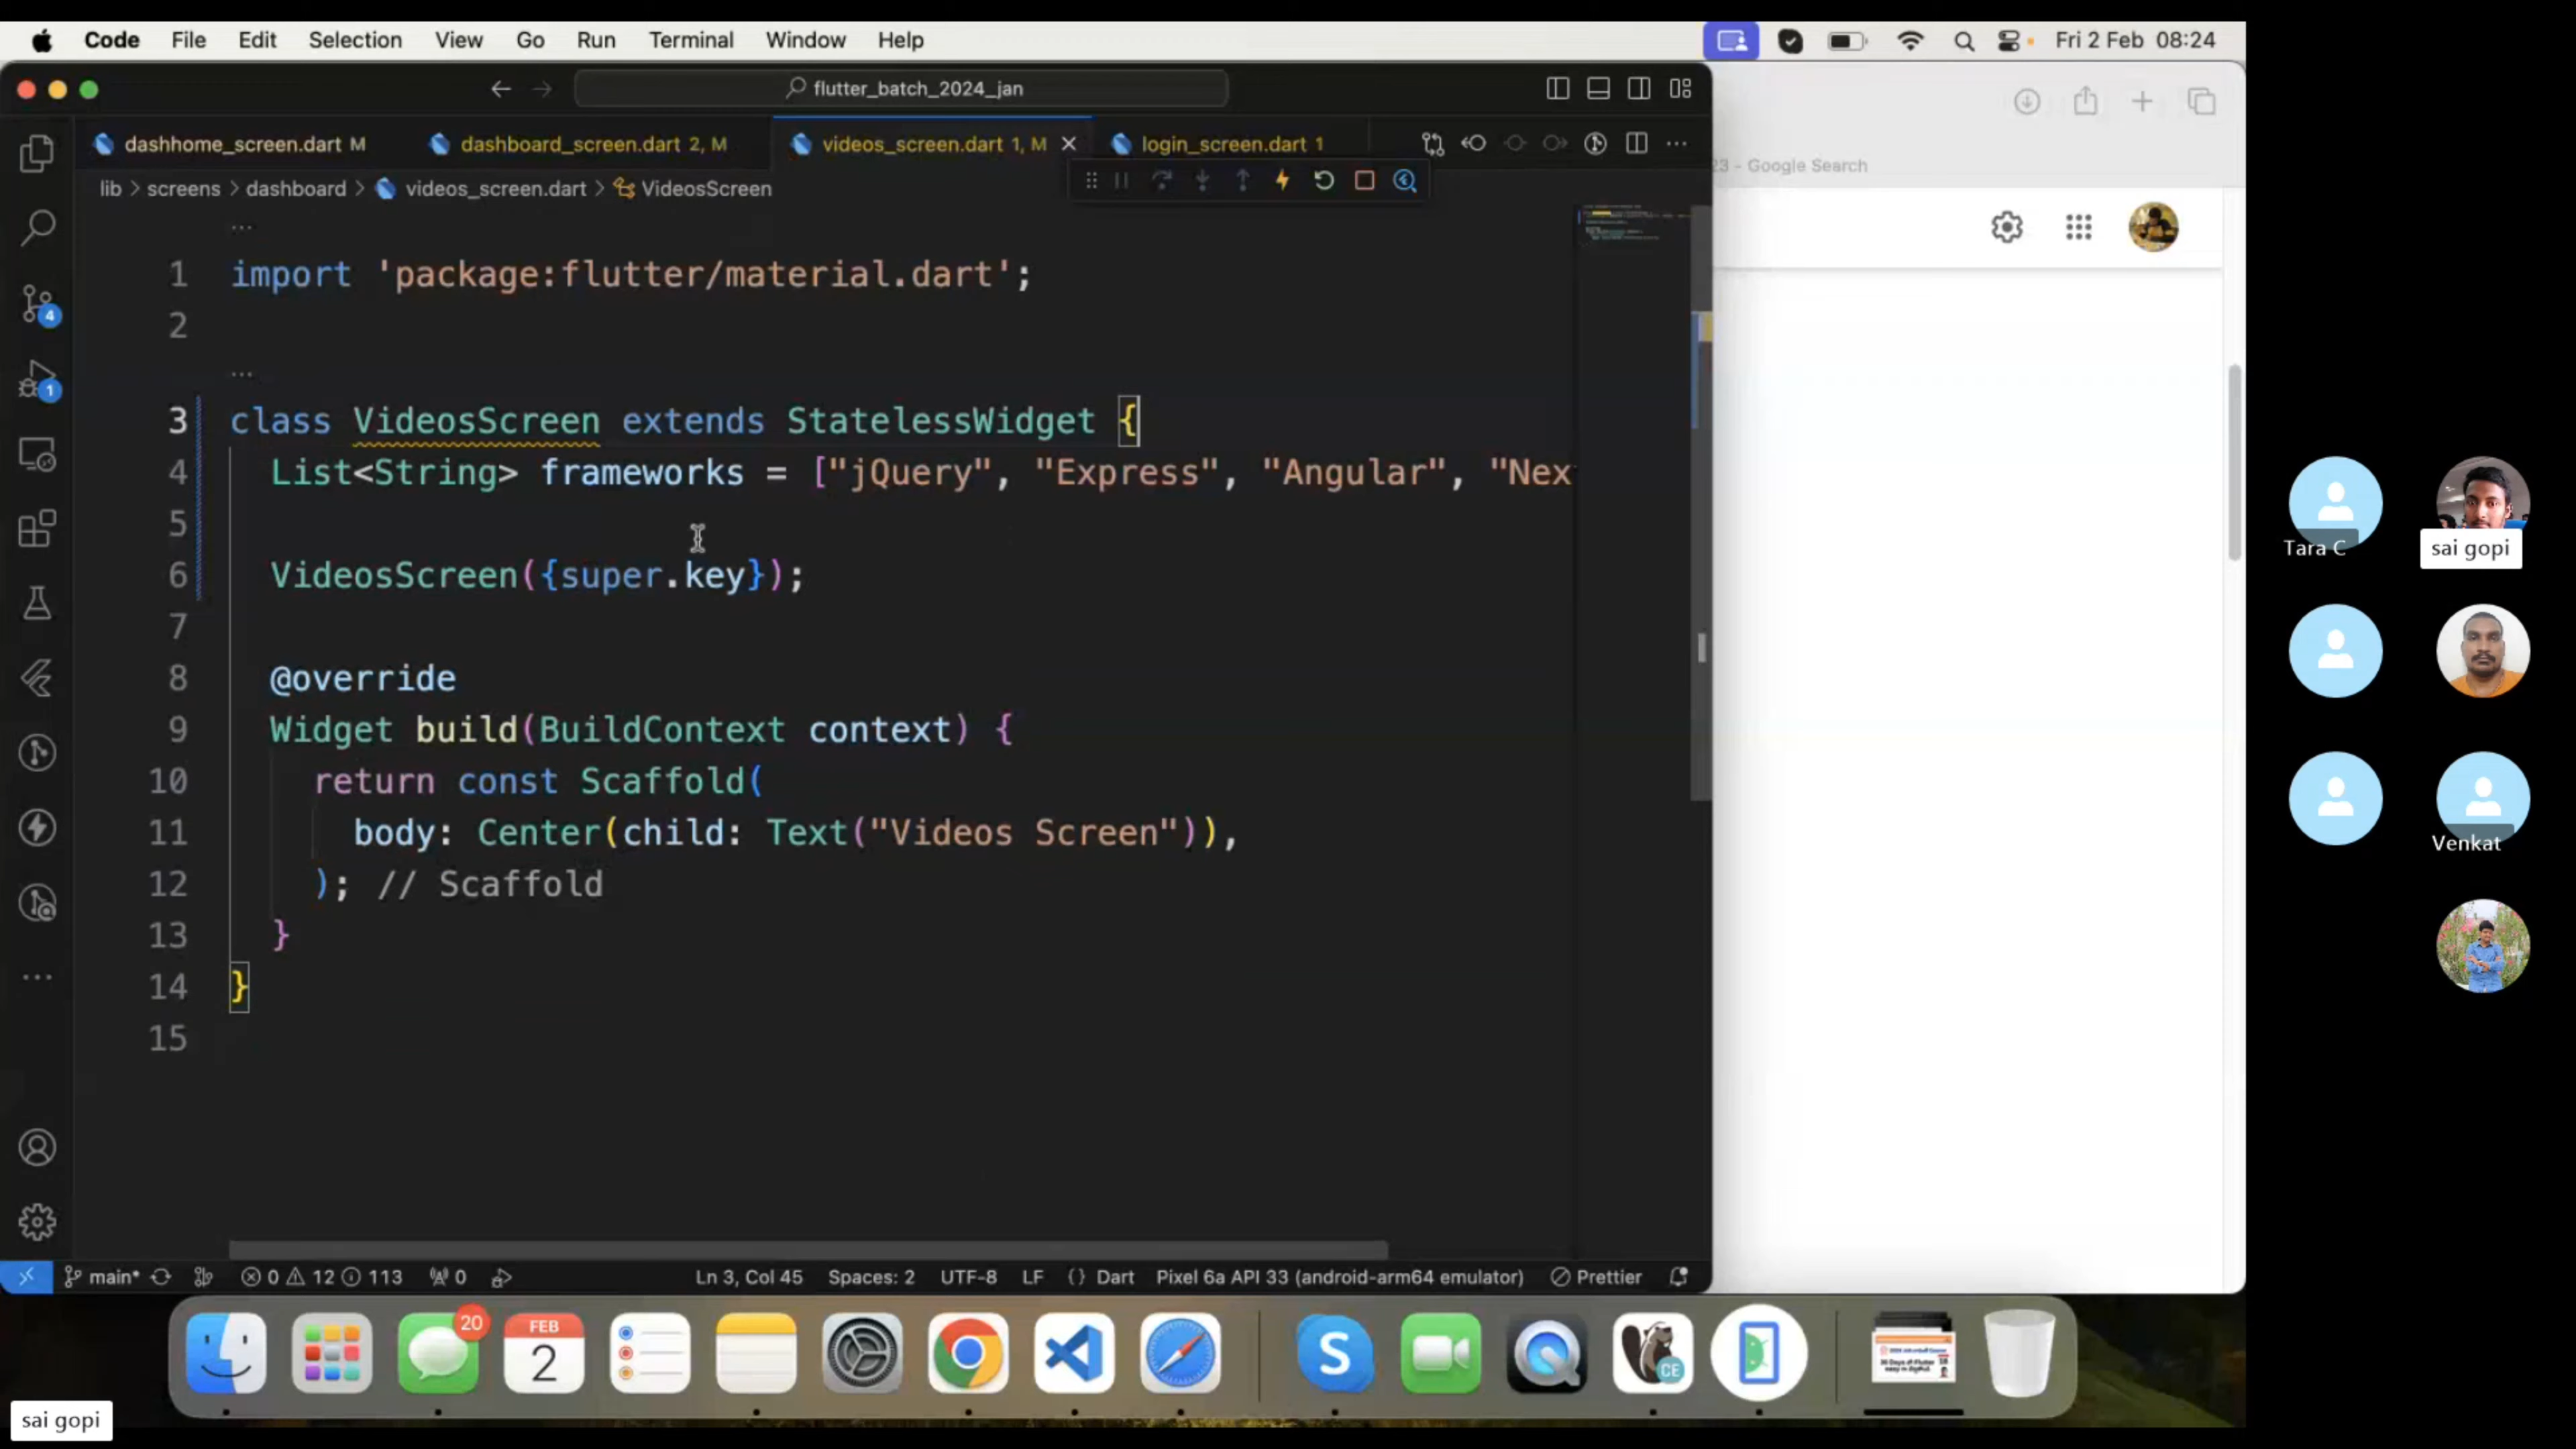 Code File Edit Selection View Go Run Terminal Window Help Fri 2 Feb 08:24
flutter_batch_2024_jan
dashhome_screen.dart M dashboard_screen.dart 2, M videos_screen.dart 1, M login_screen.dart 1
23 - Google Search
lib > screens > dashboard > videos_screen.dart > VideosScreen
1 import 'package:flutter/material.dart';
2
3 class VideosScreen extends StatelessWidget {
4 List<String> frameworks = ["jQuery", "Express", "Angular", "Nex
5
6 VideosScreen({super.key});
7
8 @override
9 Widget build(BuildContext context) {
10 return const Scaffold(
11 body: Center(child: Text("Videos Screen")),
12 ); // Scaffold
13 }
14 }
15
4
1
main* 0 12 113 0 Ln 3, Col 45 Spaces: 2 UTF-8 LF {} Dart Pixel 6a API 33 (android-arm64 emulator) Prettier
20
FEB
2
S
CE
sai gopi
Tara C
sai gopi
Venkat